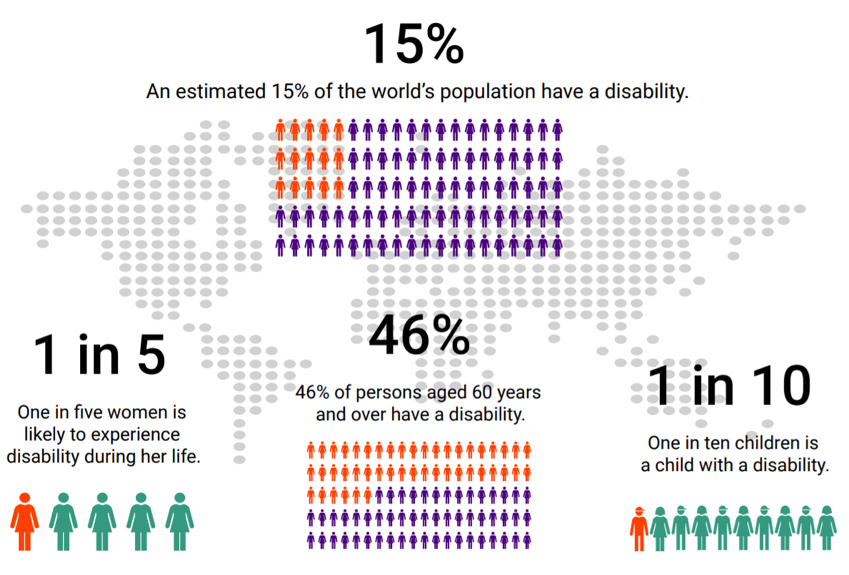 15%
An estimated 15% of the world's population have a disability.
1 in 5
One in five women is
likely to experience
disability during her life.
46%
46% of persons aged 60 years
and over have a disability.
1 in 10
One in ten children is
a child with a disability.